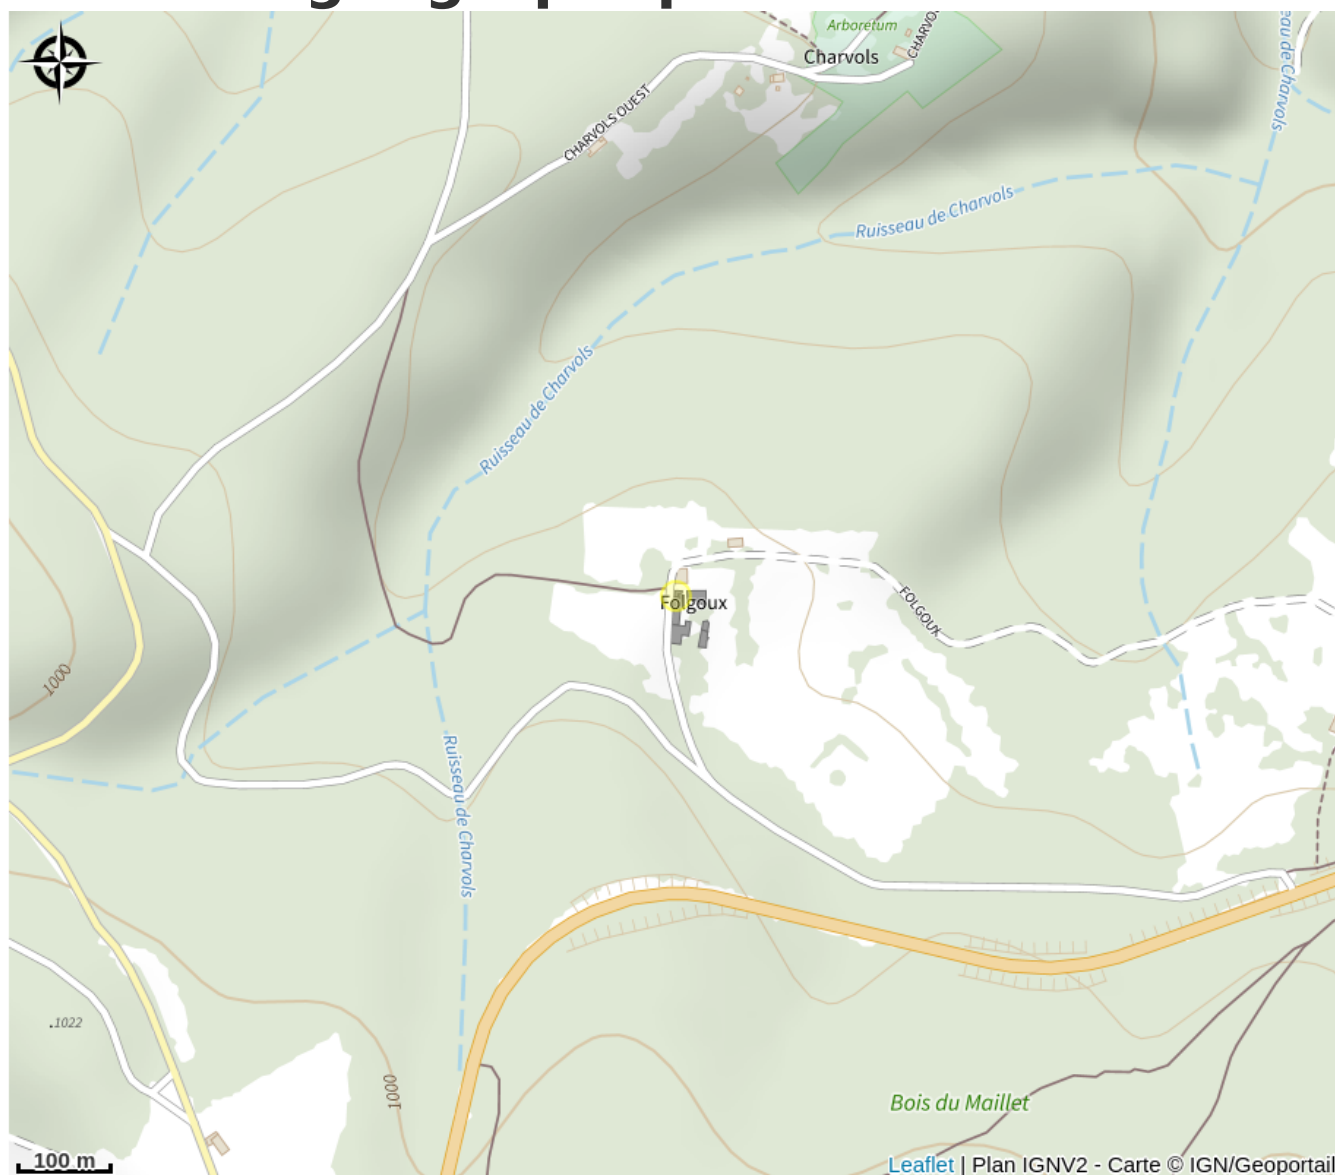 Arboretum
Charvols
CHARVO
eau de Charvols
CHARVOLS OUEST
Ruisseau de Charvols
Ruisseau de Charvols
Folgoux
FOLGOUX
1000
Ruisseau de Charvols
.1022
1000
Bois du Maillet
100 m
Leaflet | Plan IGNV2 - Carte © IGN/Geoportail